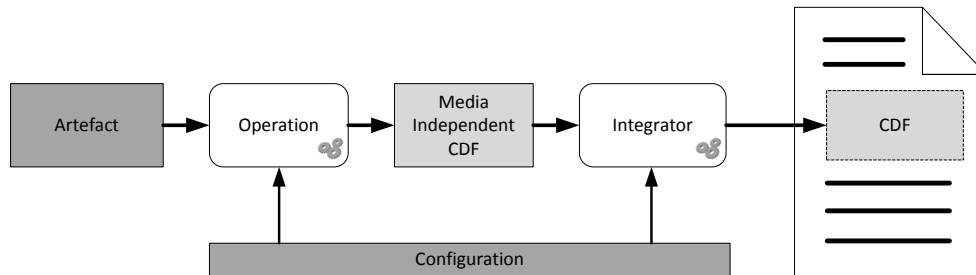 Artefact
Operation
Media
Independent
CDF
Integrator
CDF
Configuration